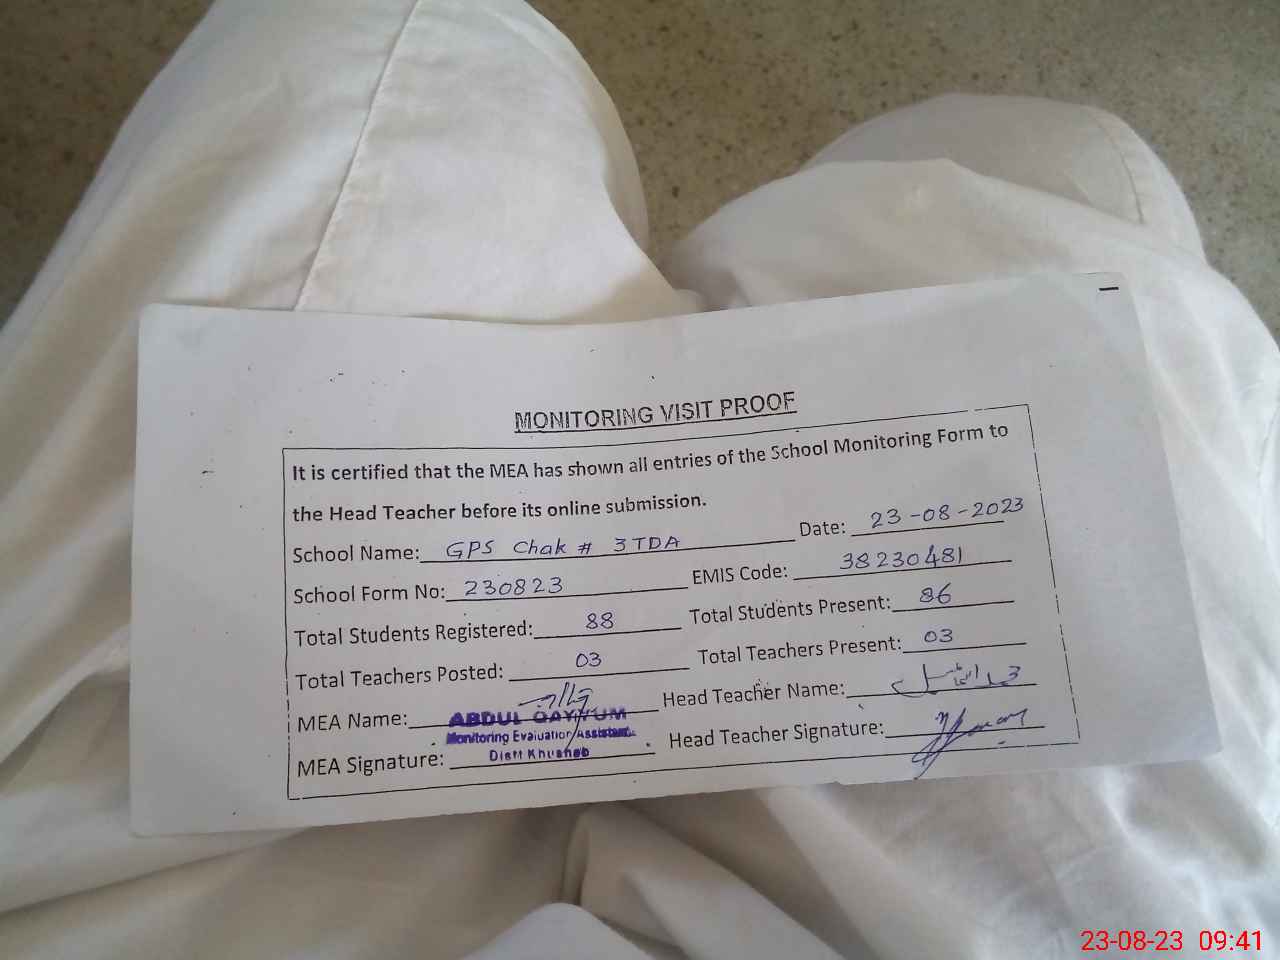 MONITORING VISIT PROOF
It is certified that the MEA has shown all entries of the School Monitoring Form to
the Head Teacher before its online submission.
School Name: GPS Chak # 3TDA Date: 23-08-2023
School Form No: 230823 EMIS Code: 38230481
Total Students Registered: 88 Total Students Present: 86
Total Teachers Posted: 03 Total Teachers Present: 03
MEA Name: ABDUL QAYYUM Head Teacher Name:
Monitoring Evaluation Assistant
MEA Signature: Distt Khushab Head Teacher Signature:
23-08-23 09:41